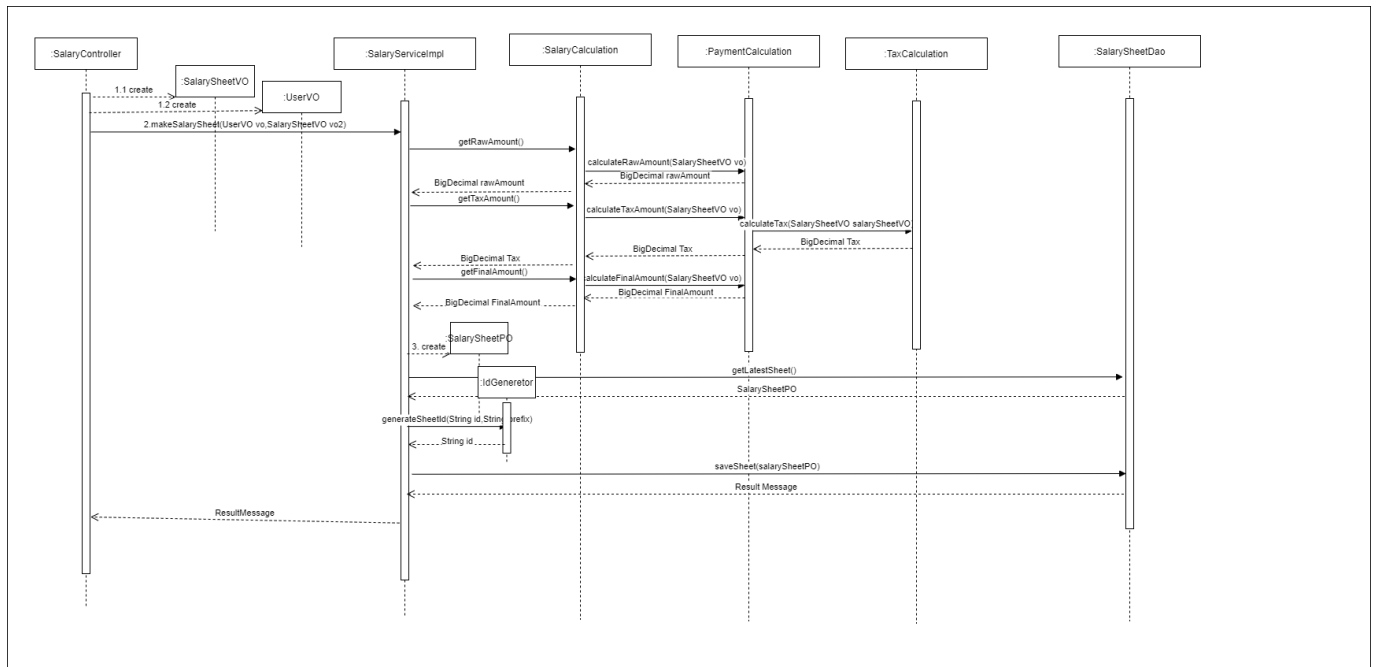 :SalaryController
:SalaryServiceImpl
:SalaryCalculation
:PaymentCalculation
:TaxCalculation
:SalarySheetDao
:SalarySheetVO
1.1 create
:UserVO
1.2 create
2.makeSalarySheet(UserVO vo,SalarySheetVO vo2)
getRawAmount()
calculateRawAmount(SalarySheetVO vo)
BigDecimal rawAmount
BigDecimal rawAmount
getTaxAmount()
calculateTaxAmount(SalarySheetVO vo)
calculateTax(SalarySheetVO salarySheetVO
BigDecimal Tax
BigDecimal Tax
BigDecimal Tax
getFinalAmount()
calculateFinalAmount(SalarySheetVO vo)
BigDecimal FinalAmount
BigDecimal FinalAmount
:SalarySheetPO
3. create
getLatestSheet()
:IdGeneretor
SalarySheetPO
generateSheetId(String id,String prefix)
String id
saveSheet(salarySheetPO)
Result Message
ResultMessage